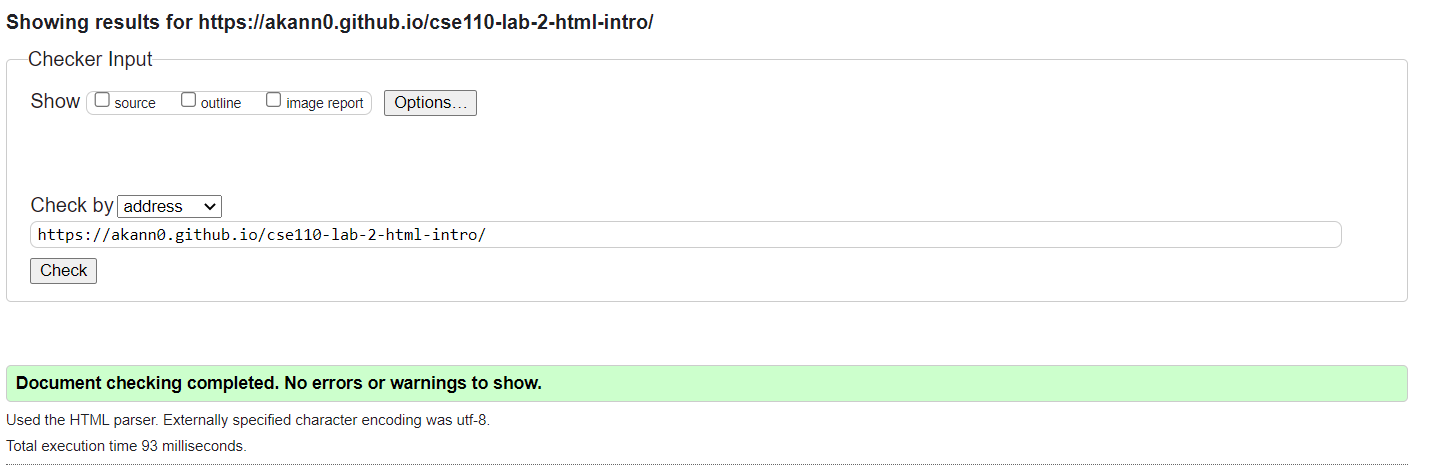 Showing results for https://akann0.github.io/cse110-lab-2-html-intro/
Checker Input
Show source outline image report Options...
Check by address
https://akann0.github.io/cse110-lab-2-html-intro/
Check
Document checking completed. No errors or warnings to show.
Used the HTML parser. Externally specified character encoding was utf-8.
Total execution time 93 milliseconds.